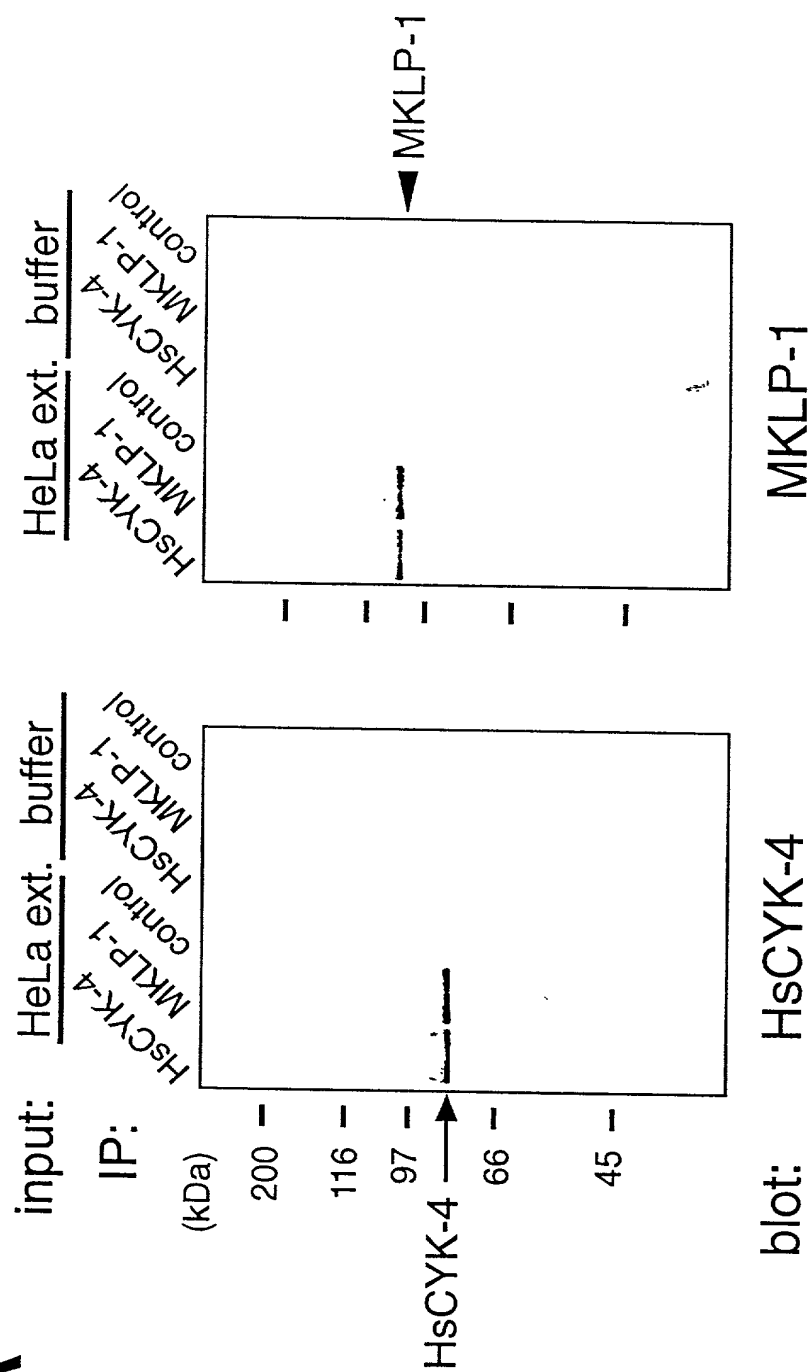 input: HeLa ext. buffer HeLa ext. buffer
IP: HsCYK-4 MKLP-1 control HsCYK-4 MKLP-1 control HsCYK-4 MKLP-1 control HsCYK-4 MKLP-1 control
(kDa)
200
116
97
MKLP-1
HsCYK-4
66
45
blot: HsCYK-4 MKLP-1